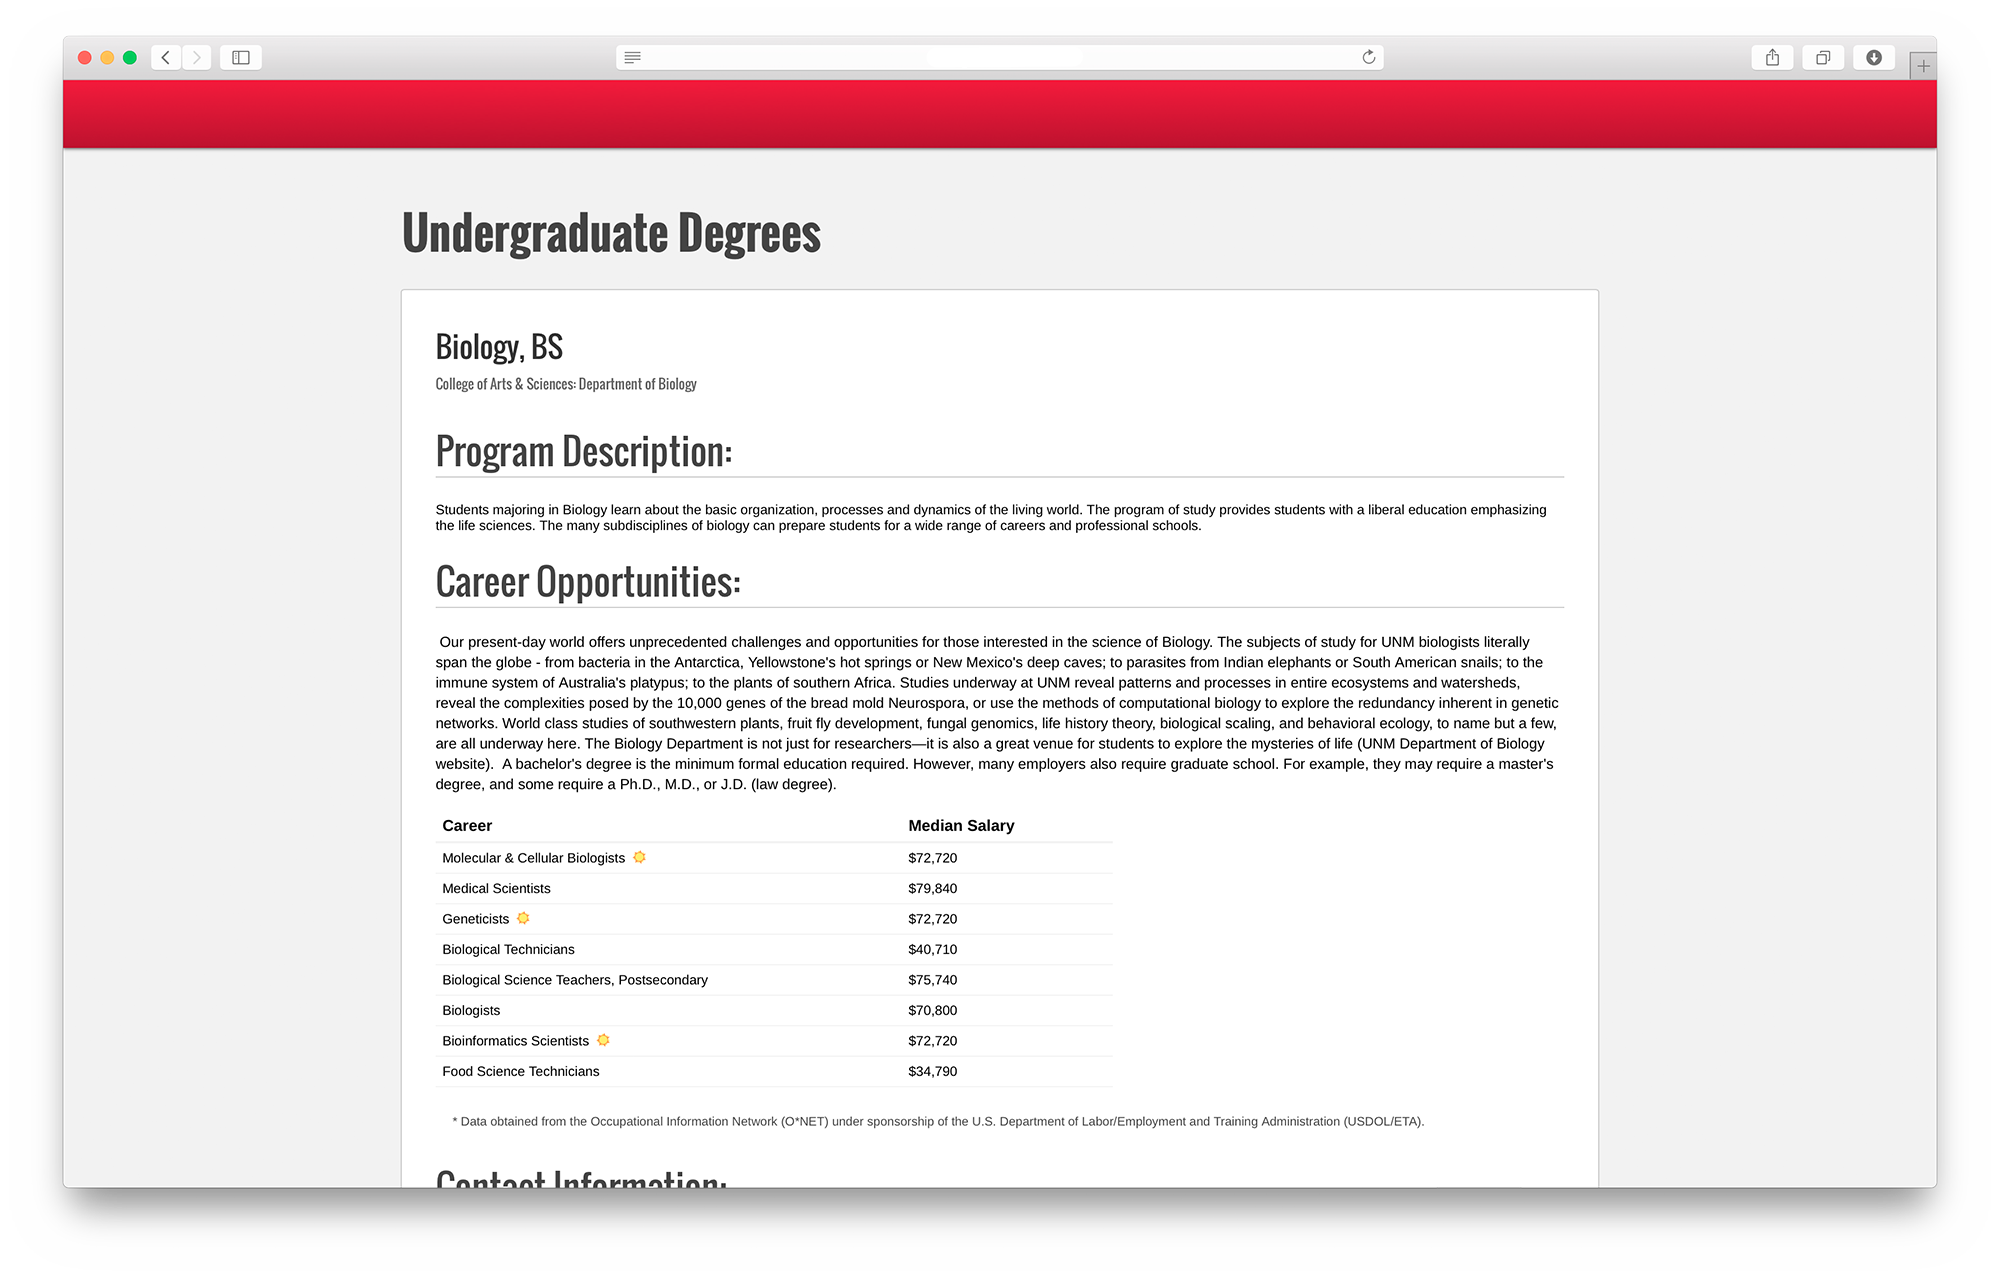 Undergraduate Degrees
Biology, BS
College of Arts & Sciences: Department of Biology
Program Description:
Students majoring in Biology learn about the basic organization, processes and dynamics of the living world. The program of study provides students with a liberal education emphasizing
the life sciences. The many subdisciplines of biology can prepare students for a wide range of careers and professional schools.
Career Opportunities:
Our present-day world offers unprecedented challenges and opportunities for those interested in the science of Biology. The subjects of study for UNM biologists literally
span the globe - from bacteria in the Antarctica, Yellowstone's hot springs or New Mexico's deep caves; to parasites from Indian elephants or South American snails; to the
immune system of Australia's platypus; to the plants of southern Africa. Studies underway at UNM reveal patterns and processes in entire ecosystems and watersheds,
reveal the complexities posed by the 10,000 genes of the bread mold Neurospora, or use the methods of computational biology to explore the redundancy inherent in genetic
networks. World class studies of southwestern plants, fruit fly development, fungal genomics, life history theory, biological scaling, and behavioral ecology, to name but a few,
are all underway here. The Biology Department is not just for researchers—it is also a great venue for students to explore the mysteries of life (UNM Department of Biology
website).  A bachelor's degree is the minimum formal education required. However, many employers also require graduate school. For example, they may require a master's
degree, and some require a Ph.D., M.D., or J.D. (law degree).
Career Median Salary
Molecular & Cellular Biologists $72,720
Medical Scientists $79,840
Geneticists $72,720
Biological Technicians $40,710
Biological Science Teachers, Postsecondary $75,740
Biologists $70,800
Bioinformatics Scientists $72,720
Food Science Technicians $34,790
* Data obtained from the Occupational Information Network (O*NET) under sponsorship of the U.S. Department of Labor/Employment and Training Administration (USDOL/ETA).
Contact Information: